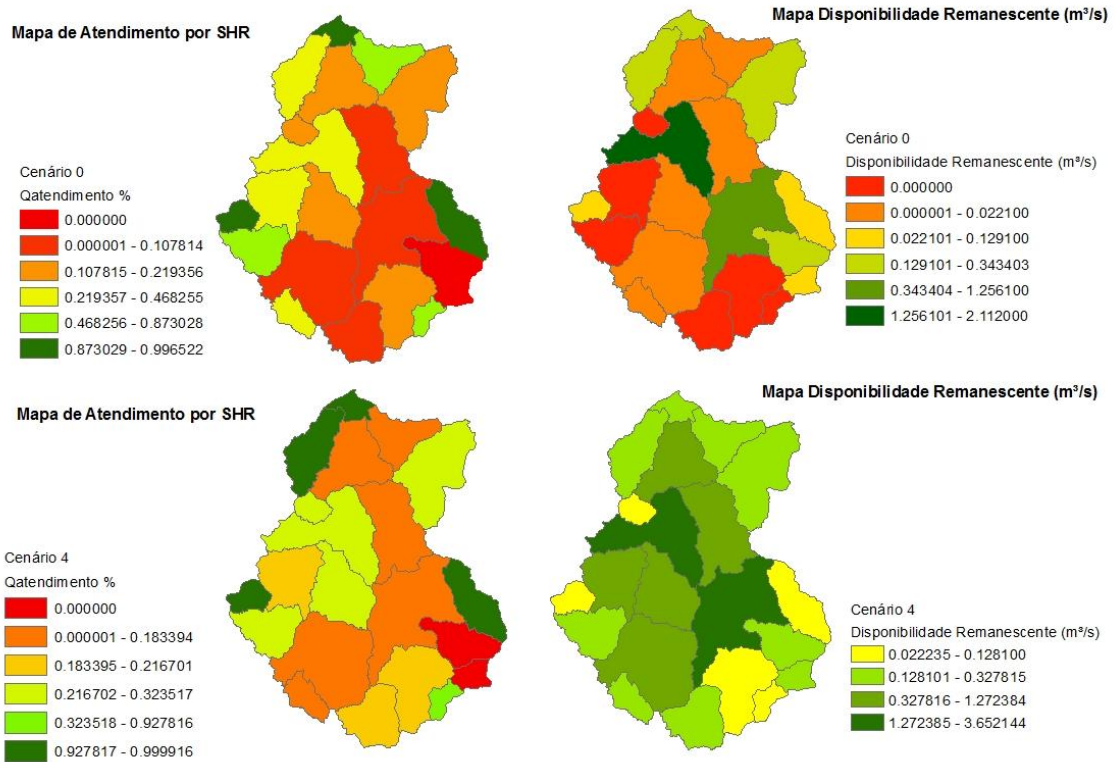 Mapa de Atendimento por SHR
Cenário 0
Qatendimento %
0.000000
0.000001 - 0.107814
0.107815 - 0.219356
0.219357 - 0.468255
0.468256 - 0.873028
0.873029 - 0.996522
Mapa Disponibilidade Remanescente (m³/s)
Cenário 0
Disponibilidade Remanescente (m³/s)
0.000000
0.000001 - 0.022100
0.022101 - 0.129100
0.129101 - 0.343403
0.343404 - 1.256100
1.256101 - 2.112000
Mapa de Atendimento por SHR
Cenário 4
Qatendimento %
0.000000
0.000001 - 0.183394
0.183395 - 0.216701
0.216702 - 0.323517
0.323518 - 0.927816
0.927817 - 0.999916
Mapa Disponibilidade Remanescente (m³/s)
Cenário 4
Disponibilidade Remanescente (m³/s)
0.022235 - 0.128100
0.128101 - 0.327815
0.327816 - 1.272384
1.272385 - 3.652144